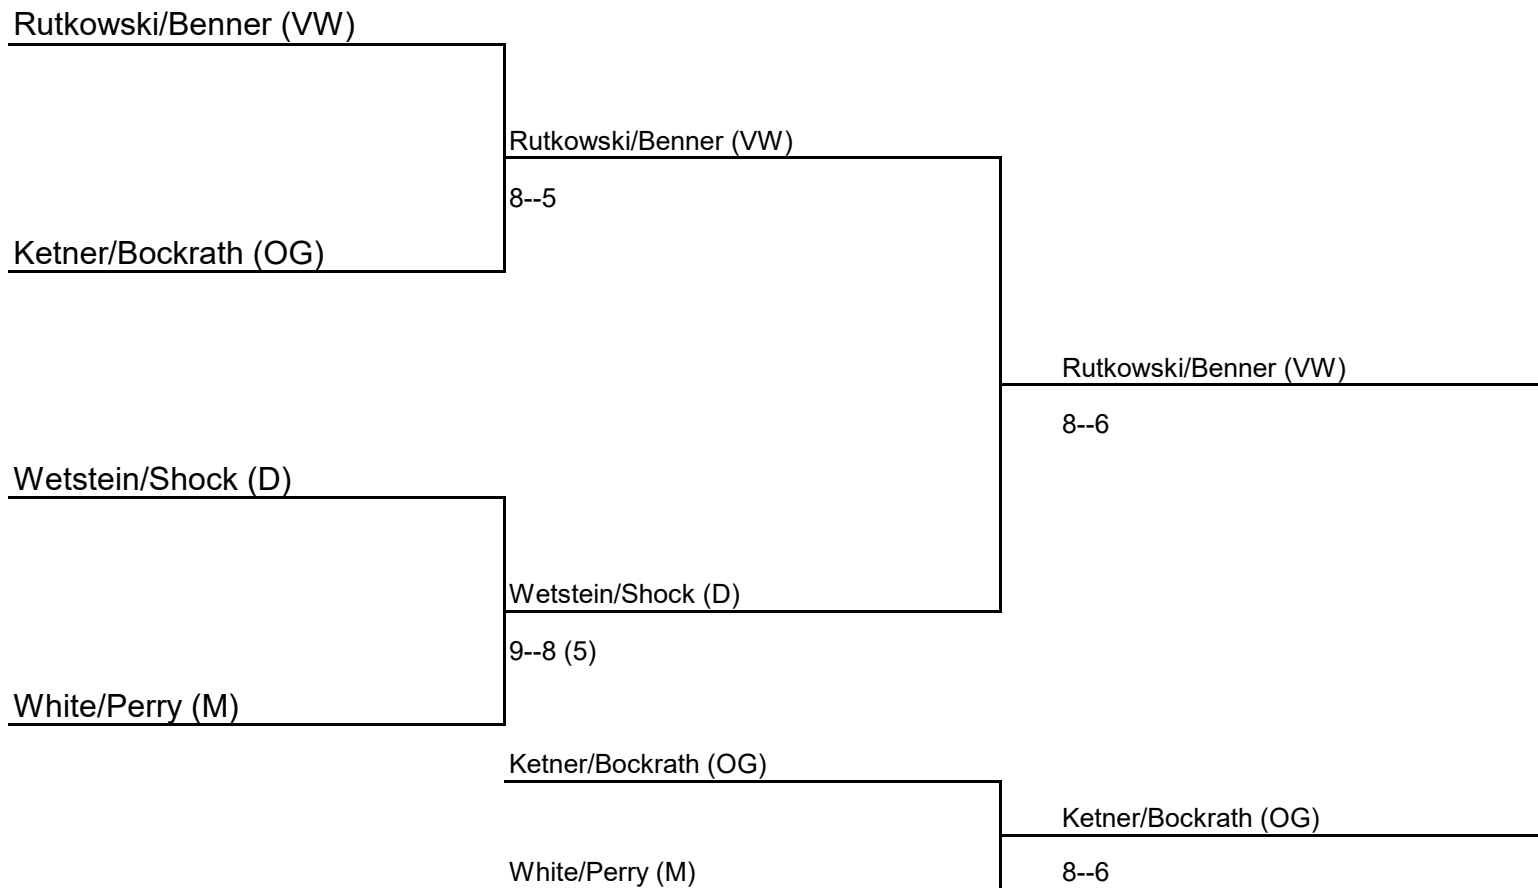 Rutkowski/Benner (VW)
Rutkowski/Benner (VW)
8--5
Ketner/Bockrath (OG)
Rutkowski/Benner (VW)
8--6
Wetstein/Shock (D)
Wetstein/Shock (D)
9--8 (5)
White/Perry (M)
Ketner/Bockrath (OG)
Ketner/Bockrath (OG)
White/Perry (M)
8--6